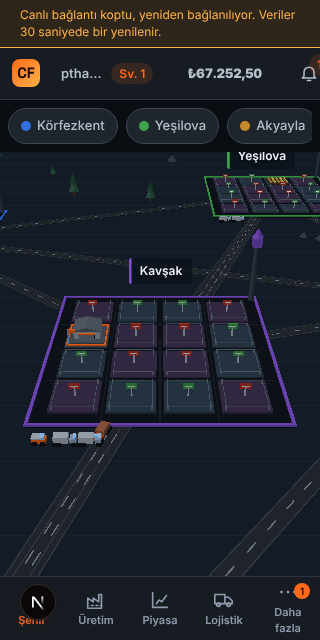 Canlı bağlantı koptu, yeniden bağlanılıyor. Veriler
30 saniyede bir yenilenir.
CF
ptha...
Sv. 1
₺67.252,50
Körfezkent
Yeşilova
Akyayla
Yeşilova
Kavşak
N
Üretim
Piyasa
Lojistik
Daha
fazla
1